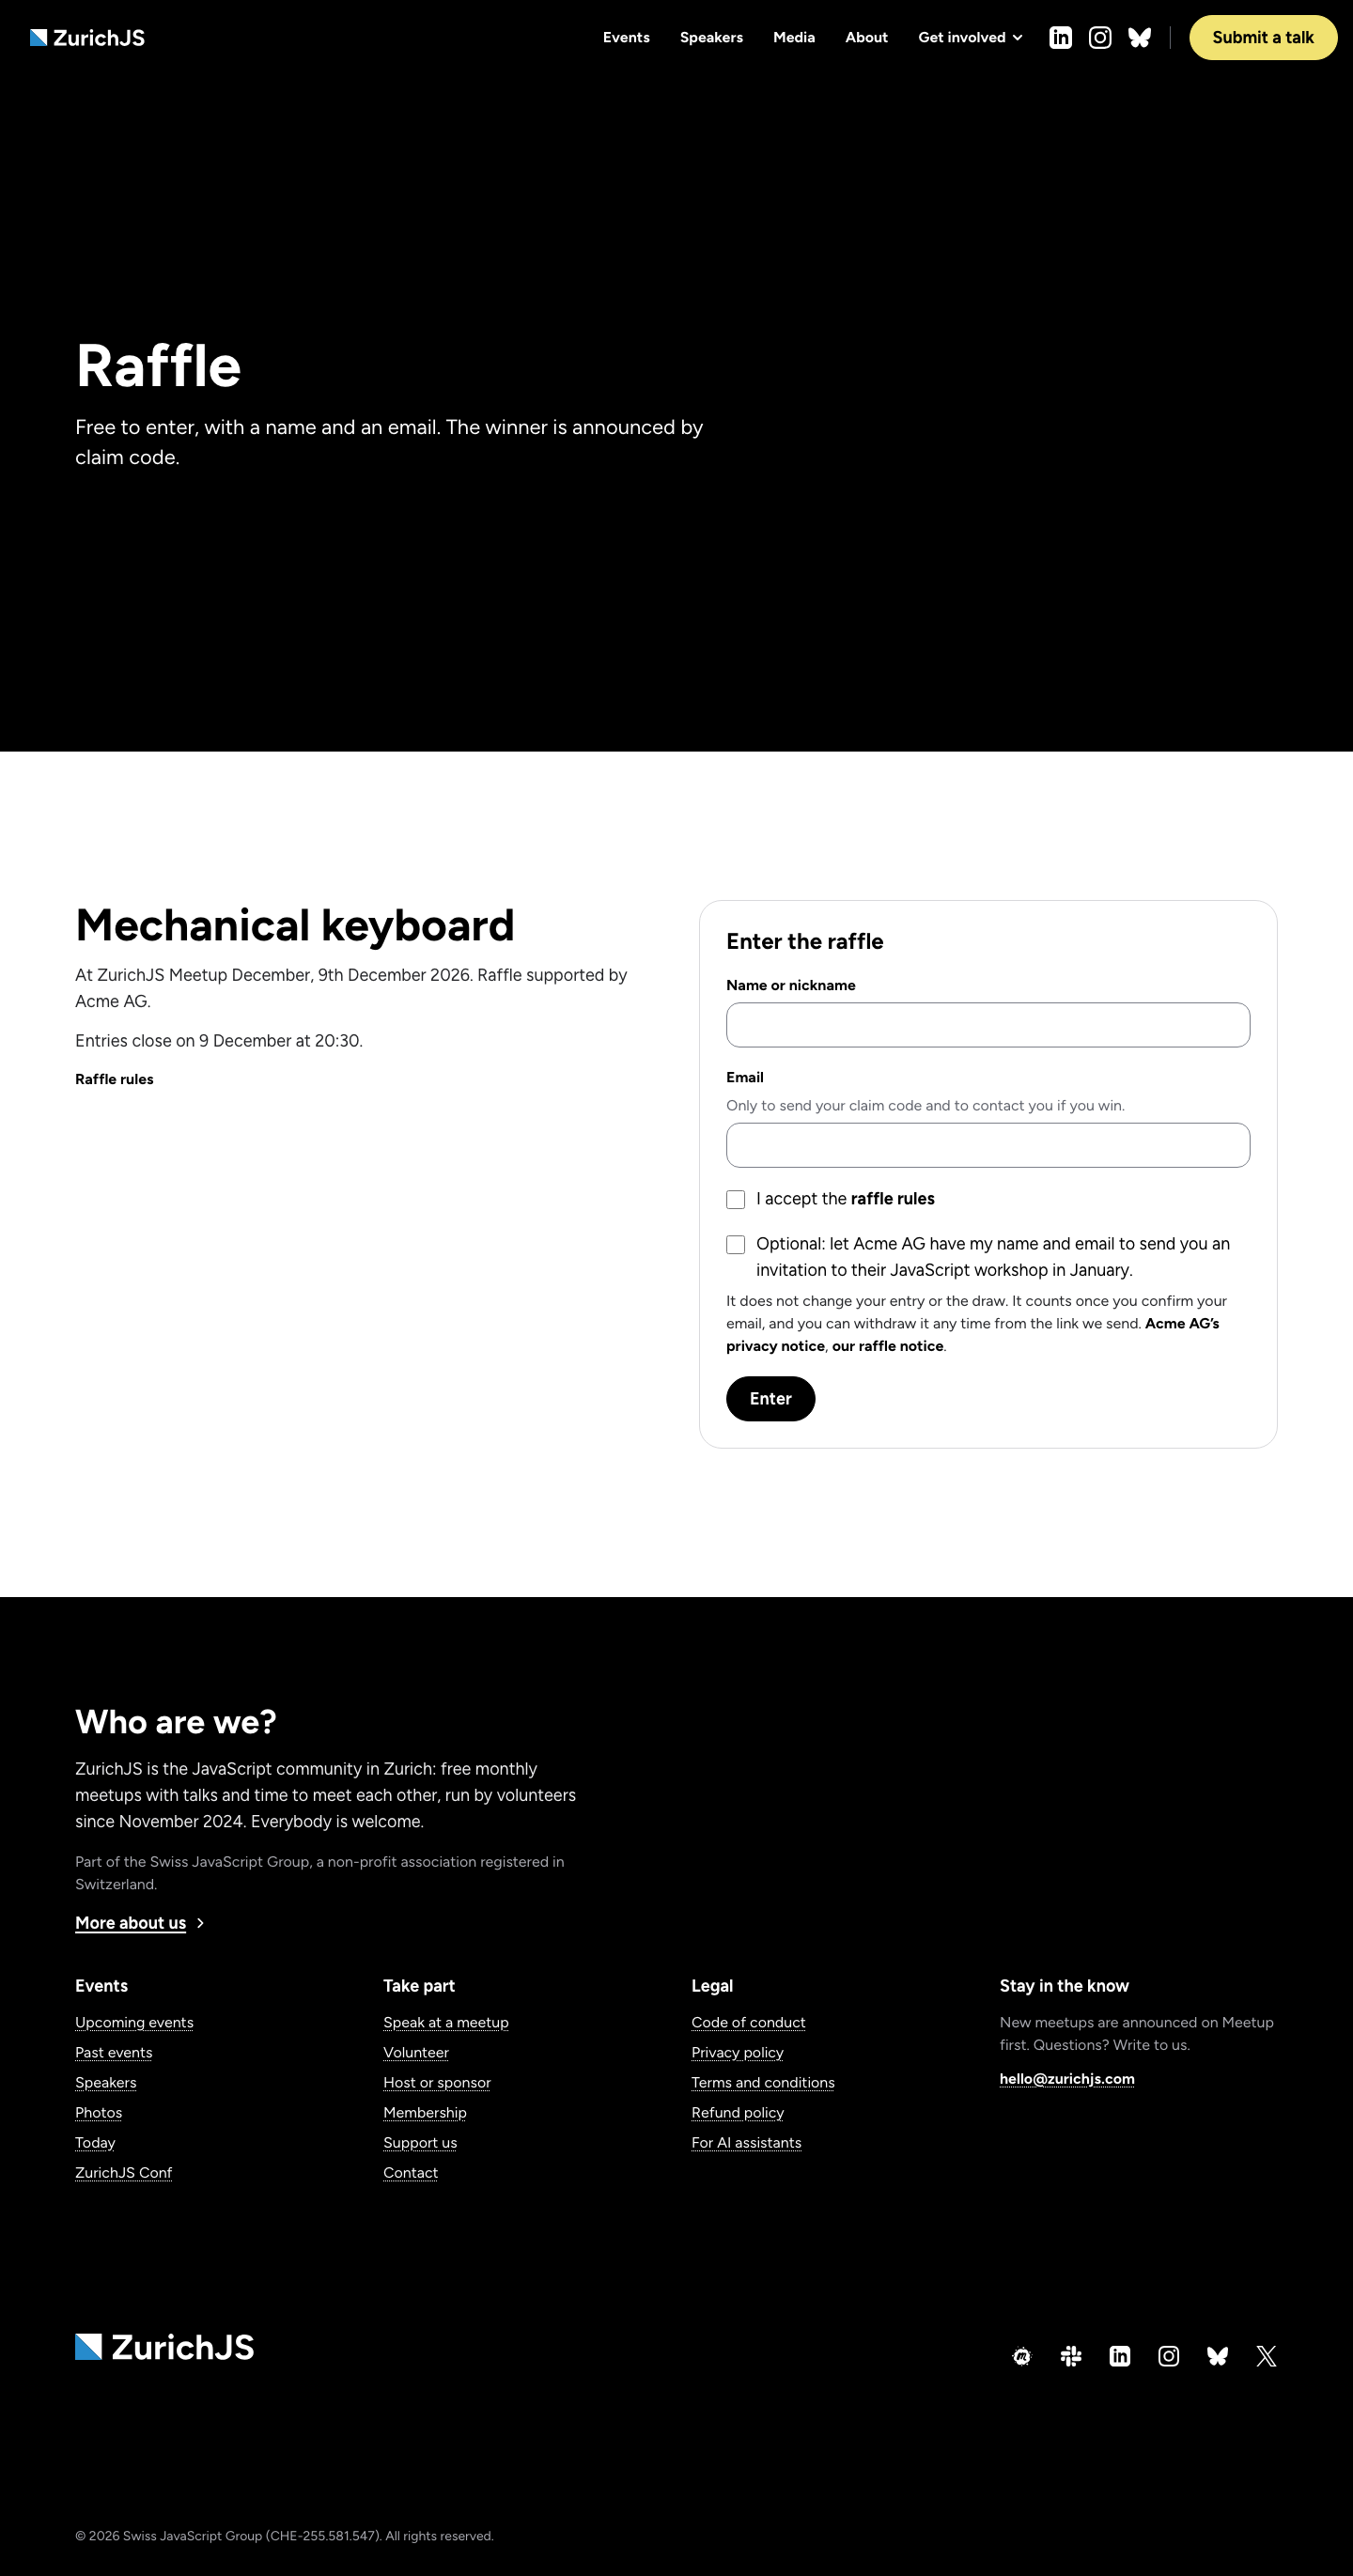 ZurichJS
Events
Speakers
Media
About
Get involved
Submit a talk
Raffle
Free to enter, with a name and an email. The winner is announced by
claim code.
Mechanical keyboard
At ZurichJS Meetup December, 9th December 2026. Raffle supported by
Acme AG.
Entries close on 9 December at 20:30.
Raffle rules
Enter the raffle
Name or nickname
Email
Only to send your claim code and to contact you if you win.
I accept the raffle rules
Optional: let Acme AG have my name and email to send you an
invitation to their JavaScript workshop in January.
It does not change your entry or the draw. It counts once you confirm your
email, and you can withdraw it any time from the link we send. Acme AG’s
privacy notice, our raffle notice.
Enter
Who are we?
ZurichJS is the JavaScript community in Zurich: free monthly
meetups with talks and time to meet each other, run by volunteers
since November 2024. Everybody is welcome.
Part of the Swiss JavaScript Group, a non-profit association registered in
Switzerland.
More about us
Events
Upcoming events
Past events
Speakers
Photos
Today
ZurichJS Conf
Take part
Speak at a meetup
Volunteer
Host or sponsor
Membership
Support us
Contact
Legal
Code of conduct
Privacy policy
Terms and conditions
Refund policy
For AI assistants
Stay in the know
New meetups are announced on Meetup
first. Questions? Write to us.
hello@zurichjs.com
ZurichJS
© 2026 Swiss JavaScript Group (CHE-255.581.547). All rights reserved.